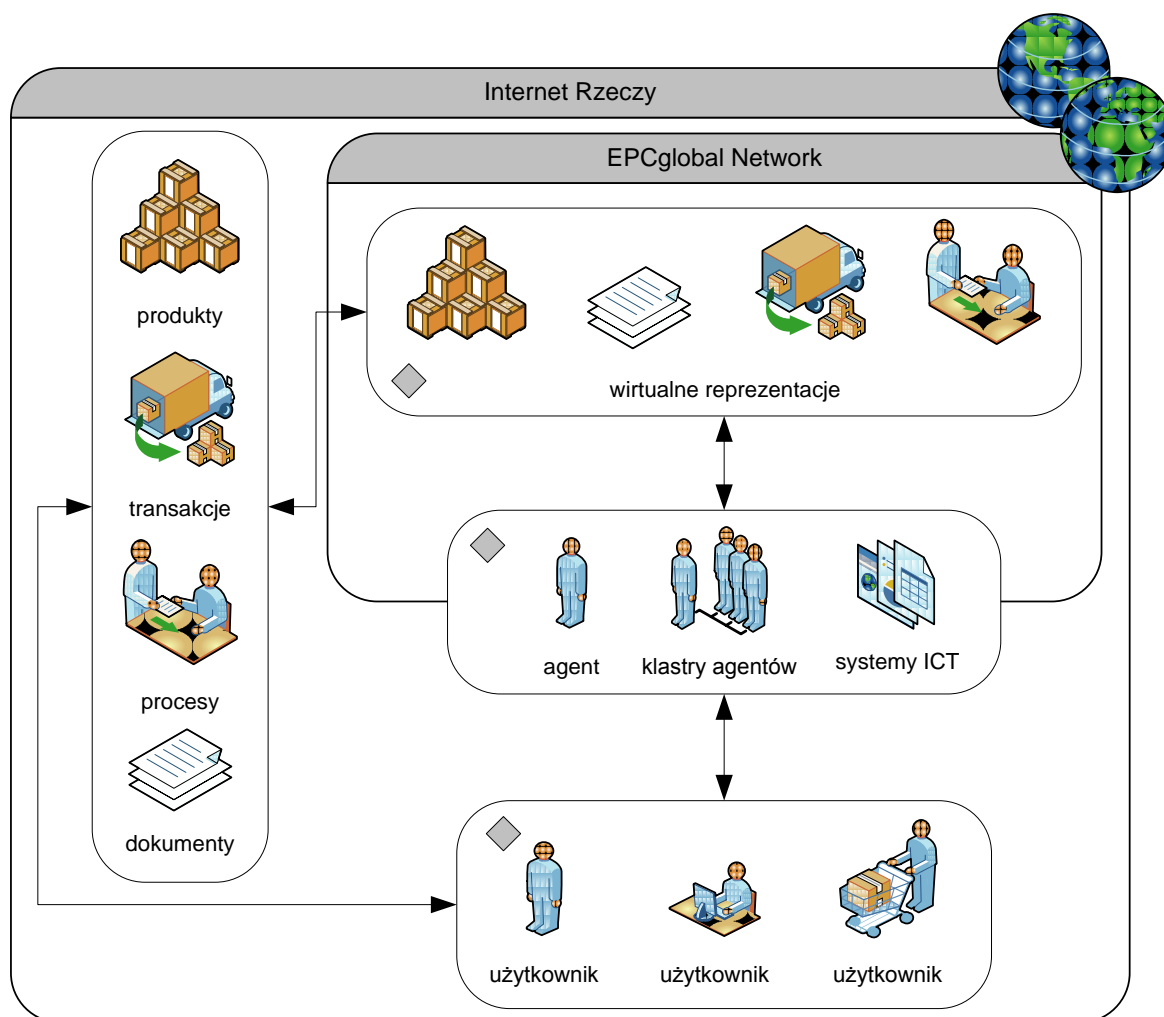 Internet Rzeczy
EPCglobal Network
produkty
transakcje
procesy
dokumenty
wirtualne reprezentacje
agent
klastry agentów
systemy ICT
użytkownik
użytkownik
użytkownik